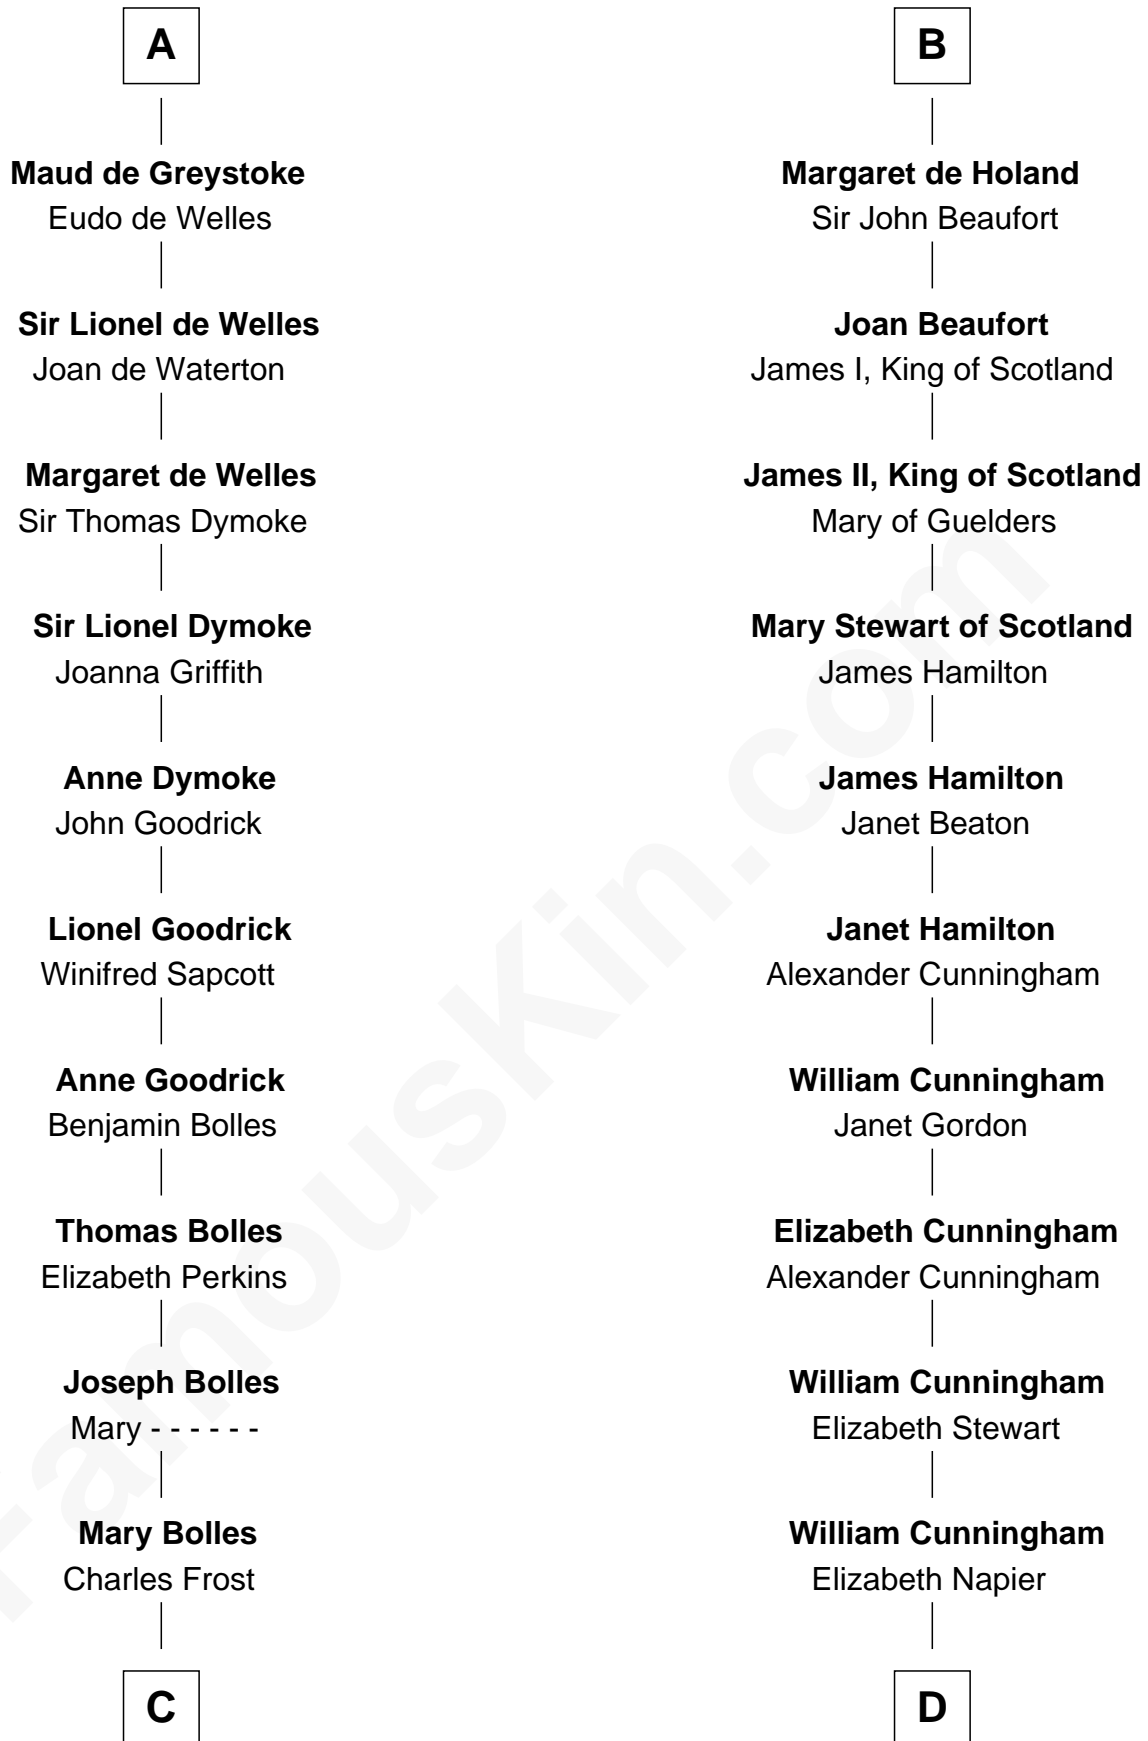 A
Maud de Greystoke
Eudo de Welles
Sir Lionel de Welles
Joan de Waterton
Margaret de Welles
Sir Thomas Dymoke
Sir Lionel Dymoke
Joanna Griffith
Anne Dymoke
John Goodrick
Lionel Goodrick
Winifred Sapcott
Anne Goodrick
Benjamin Bolles
Thomas Bolles
Elizabeth Perkins
Joseph Bolles
Mary - - - - - -
Mary Bolles
Charles Frost
C
B
Margaret de Holand
Sir John Beaufort
Joan Beaufort
James I, King of Scotland
James II, King of Scotland
Mary of Guelders
Mary Stewart of Scotland
James Hamilton
James Hamilton
Janet Beaton
Janet Hamilton
Alexander Cunningham
William Cunningham
Janet Gordon
Elizabeth Cunningham
Alexander Cunningham
William Cunningham
Elizabeth Stewart
William Cunningham
Elizabeth Napier
D
FamousKin.com